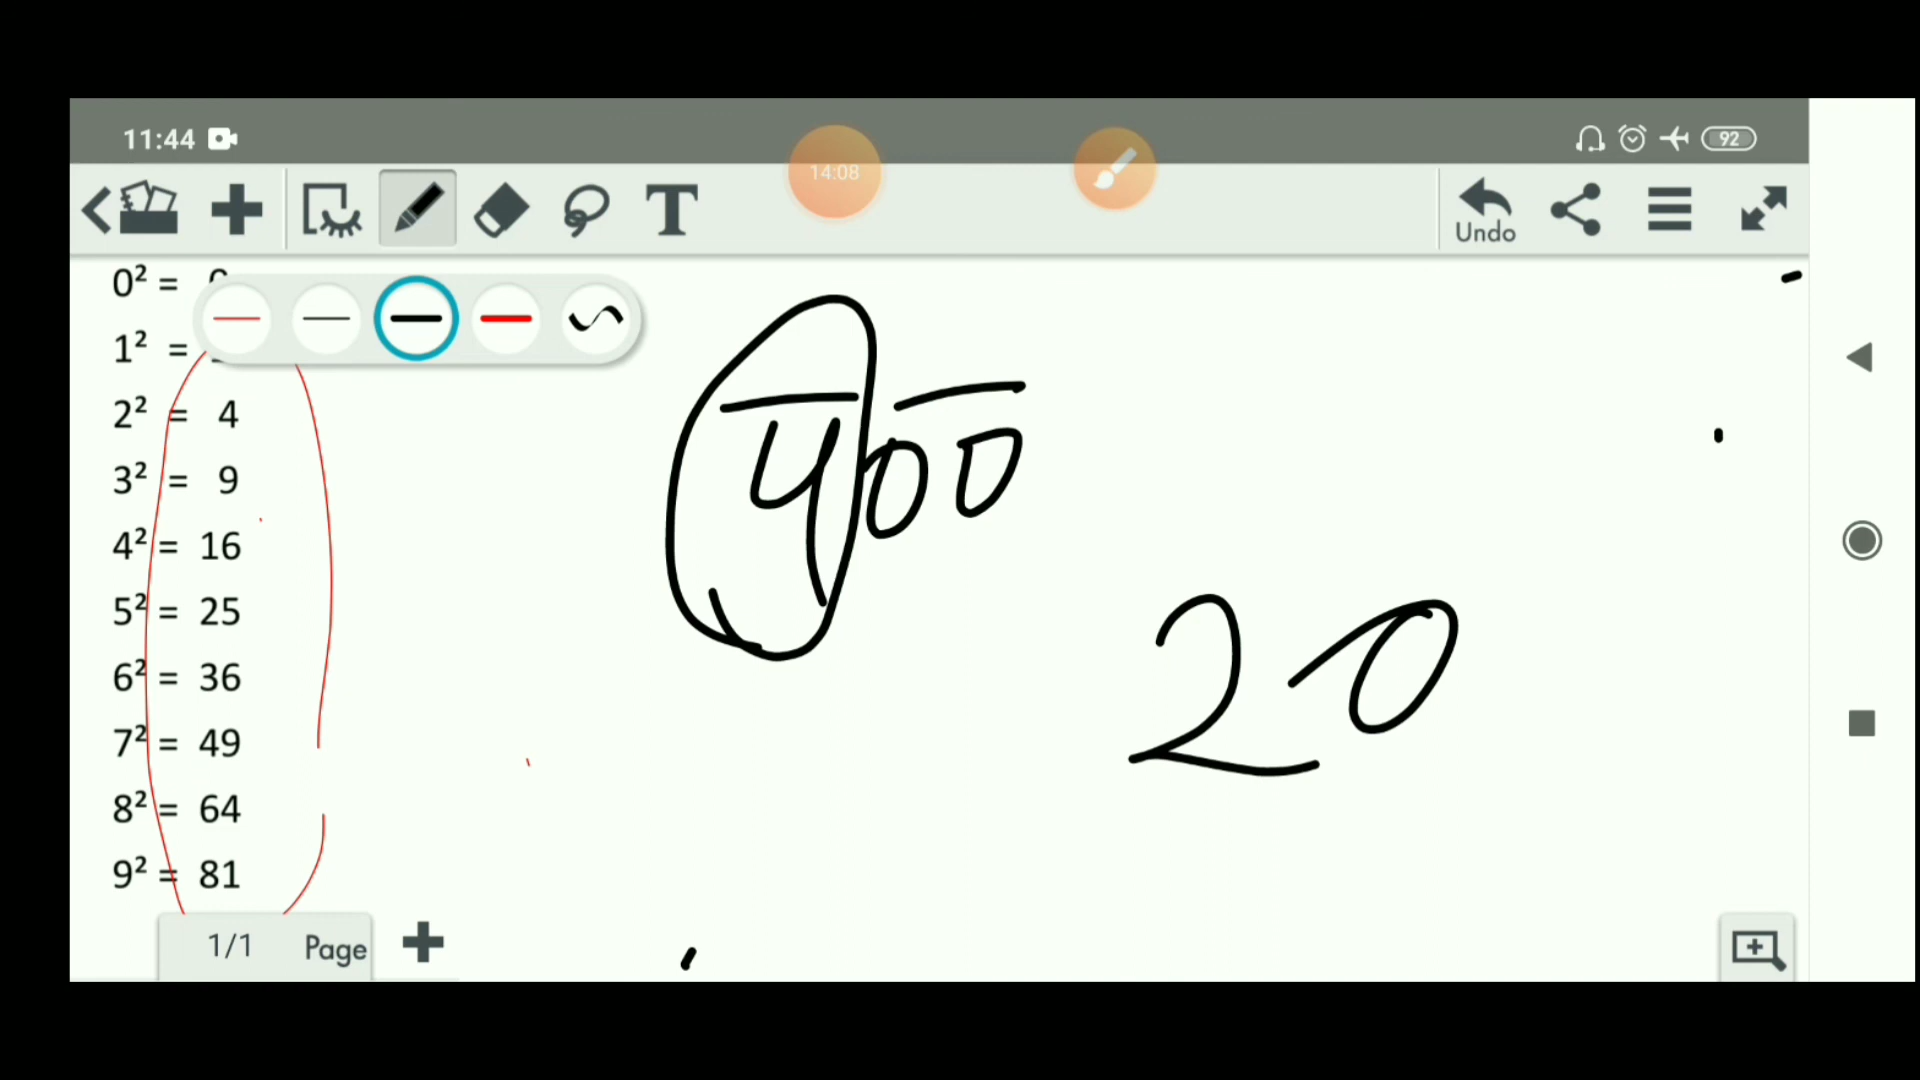 11:44
92
14:08
Undo
0² =
1² =
2² = 4
3² = 9
4² = 16
5² = 25
6² = 36
7² = 49
8² = 64
9² = 81
400
20
1/1 Page